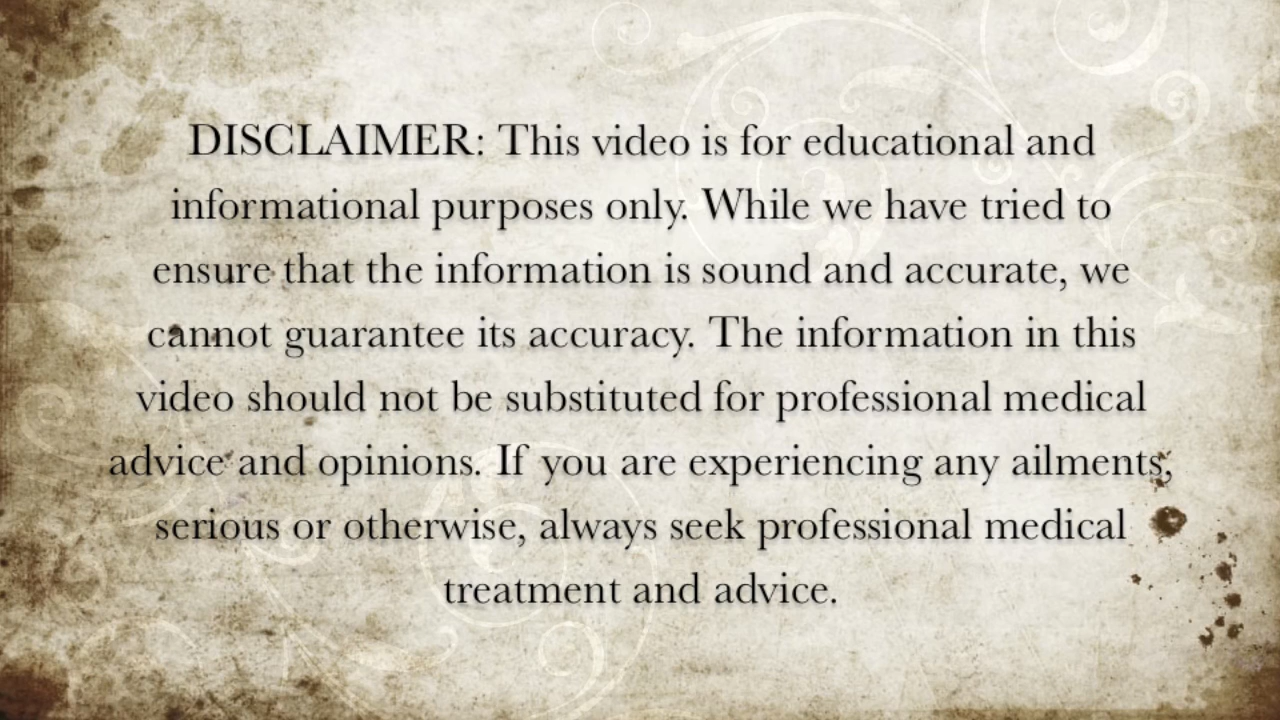 DISCLAIMER: This video is for educational and
informational purposes only. While we have tried to
ensure that the information is sound and accurate, we
cannot guarantee its accuracy. The information in this
video should not be substituted for professional medical
advice and opinions. If you are experiencing any ailments,
serious or otherwise, always seek professional medical
treatment and advice.